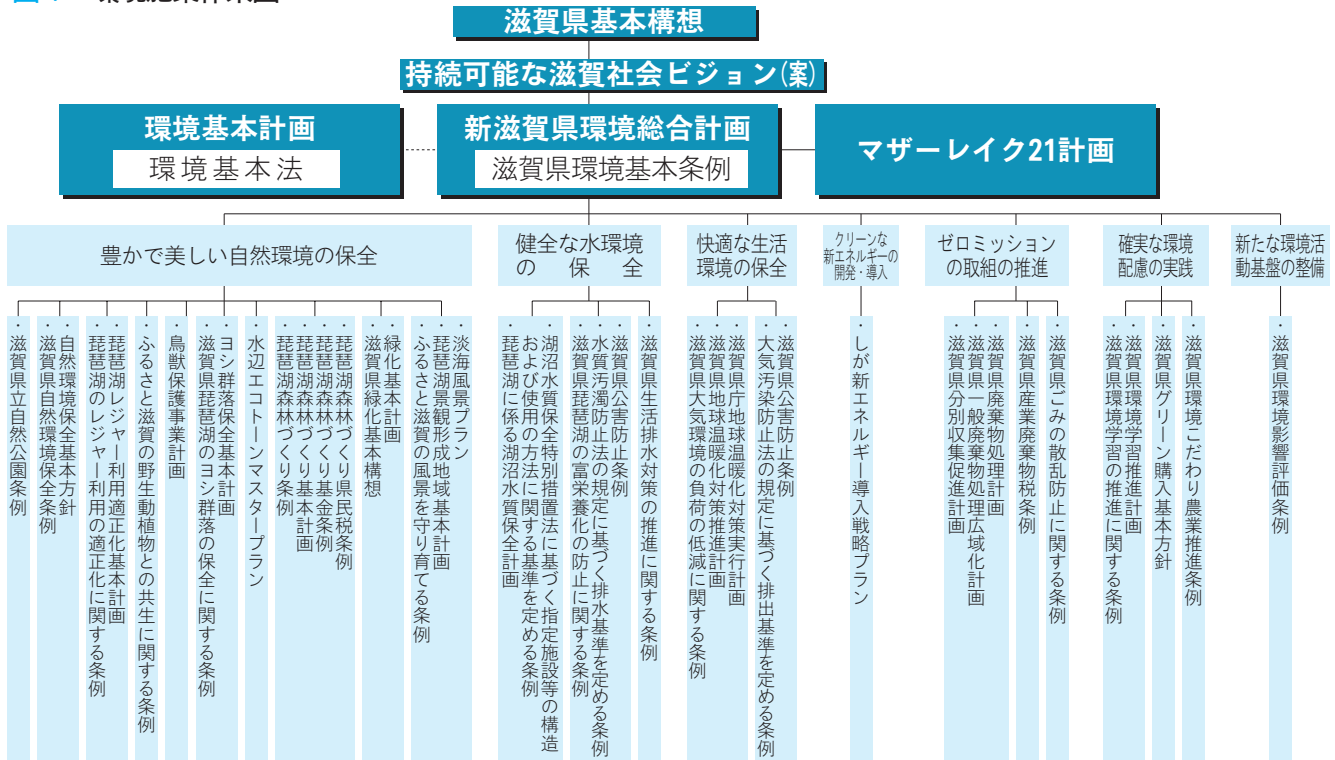 滋賀県基本構想
持続可能な滋賀社会ビジョン(案)
環境基本計画
環境基本法
新滋賀県環境総合計画
滋賀県環境基本条例
マザーレイク21計画
豊かで美しい自然環境の保全
・滋賀県立自然公園条例
・自然環境保全基本方針
・滋賀県自然環境保全条例
・琵琶湖レジャー利用適正化基本計画
・琵琶湖のレジャー利用の適正化に関する条例
・ふるさと滋賀の野生動植物との共生に関する条例
・鳥獣保護事業計画
・ヨシ群落保全基本計画
・滋賀県琵琶湖のヨシ群落の保全に関する条例
・水辺エコトーンマスタープラン
・琵琶湖森林づくり県民税条例
・琵琶湖森林づくり基金条例
・琵琶湖森林づくり基本計画
・琵琶湖森林づくり条例
・緑化基本計画
・滋賀県緑化基本構想
・淡海風景プラン
・琵琶湖景観形成地域基本計画
・ふるさと滋賀の風景を守り育てる条例
健全な水環境
の保全
・湖沼水質保全特別措置法に基づく指定施設等の構造
および使用の方法に関する基準を定める条例
・琵琶湖に係る湖沼水質保全計画
・滋賀県公害防止条例
・水質汚濁防止法の規定に基づく排水基準を定める条例
・滋賀県琵琶湖の富栄養化の防止に関する条例
・滋賀県生活排水対策の推進に関する条例
快適な生活
環境の保全
・滋賀県庁地球温暖化対策実行計画
・滋賀県地球温暖化対策推進計画
・滋賀県大気環境の負荷の低減に関する条例
・滋賀県公害防止条例
・大気汚染防止法の規定に基づく排出基準を定める条例
クリーンな
新エネルギーの
開発・導入
・しが新エネルギー導入戦略プラン
ゼロミッション
の取組の推進
・滋賀県廃棄物処理計画
・滋賀県一般廃棄物処理広域化計画
・滋賀県分別収集促進計画
・滋賀県産業廃棄物税条例
・滋賀県ごみの散乱防止に関する条例
確実な環境
配慮の実践
・滋賀県環境学習推進計画
・滋賀県環境学習の推進に関する条例
・滋賀県グリーン購入基本方針
・滋賀県環境こだわり農業推進条例
新たな環境活
動基盤の整備
・滋賀県環境影響評価条例